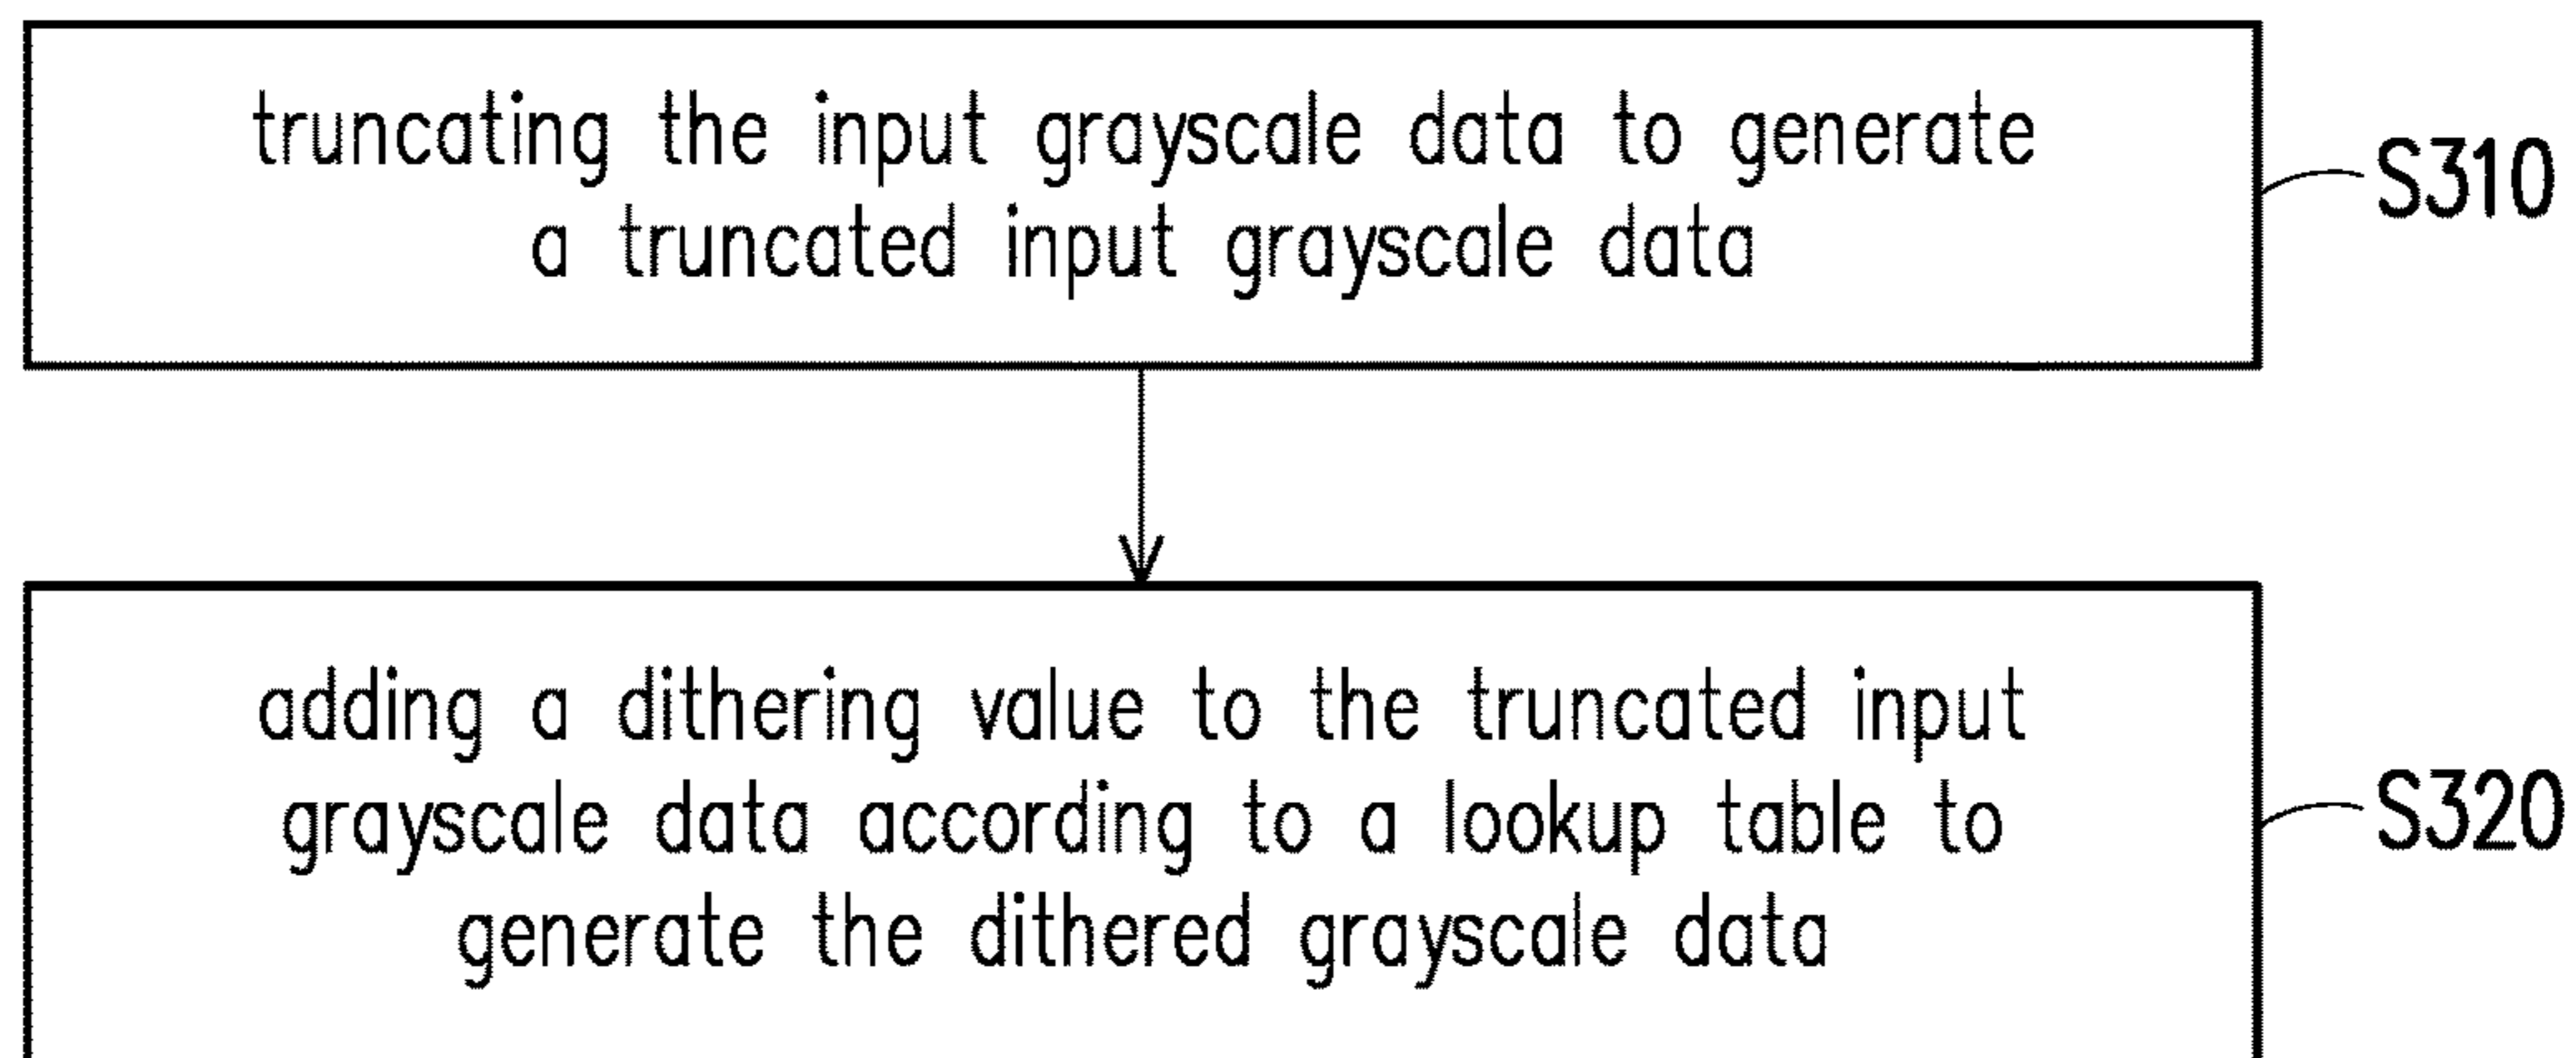 truncating the input grayscale data to generate
a truncated input grayscale data
S310
adding a dithering value to the truncated input
grayscale data according to a lookup table to
generate the dithered grayscale data
S320